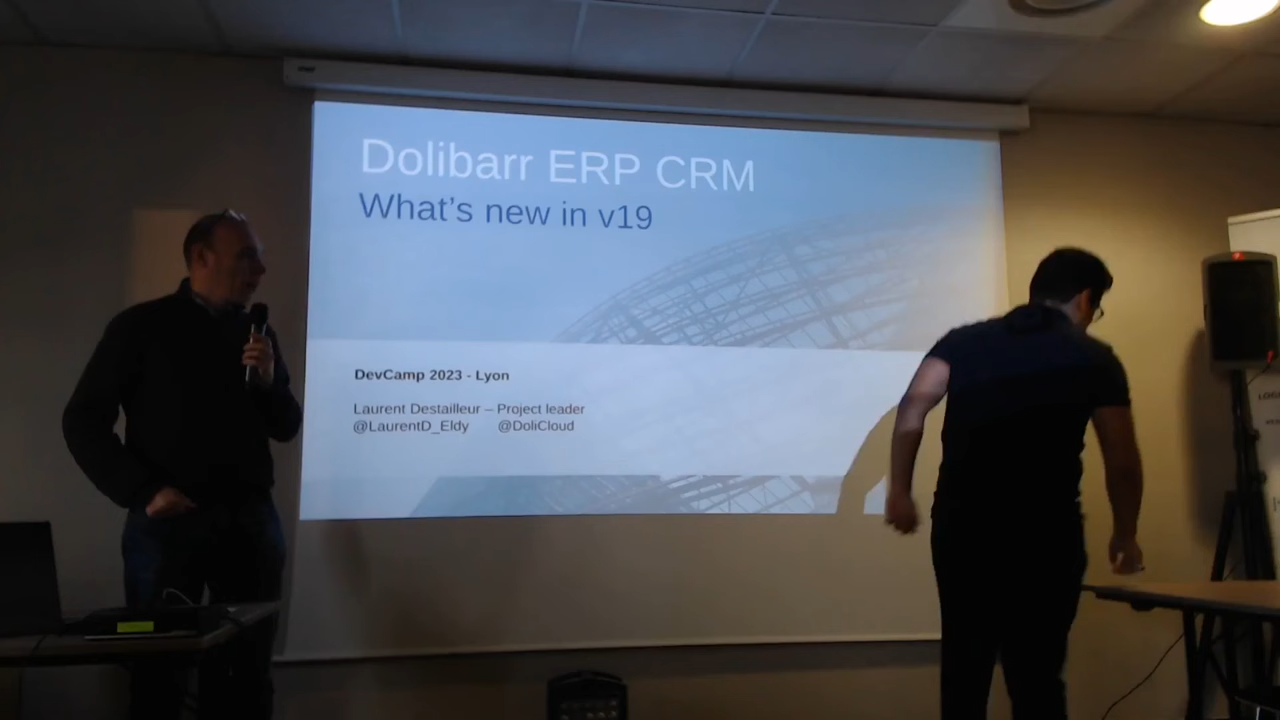 Dolibarr ERP CRM
What's new in v19
DevCamp 2023 - Lyon
Laurent Destailleur – Project leader
@LaurentD_Eldy @DoliCloud